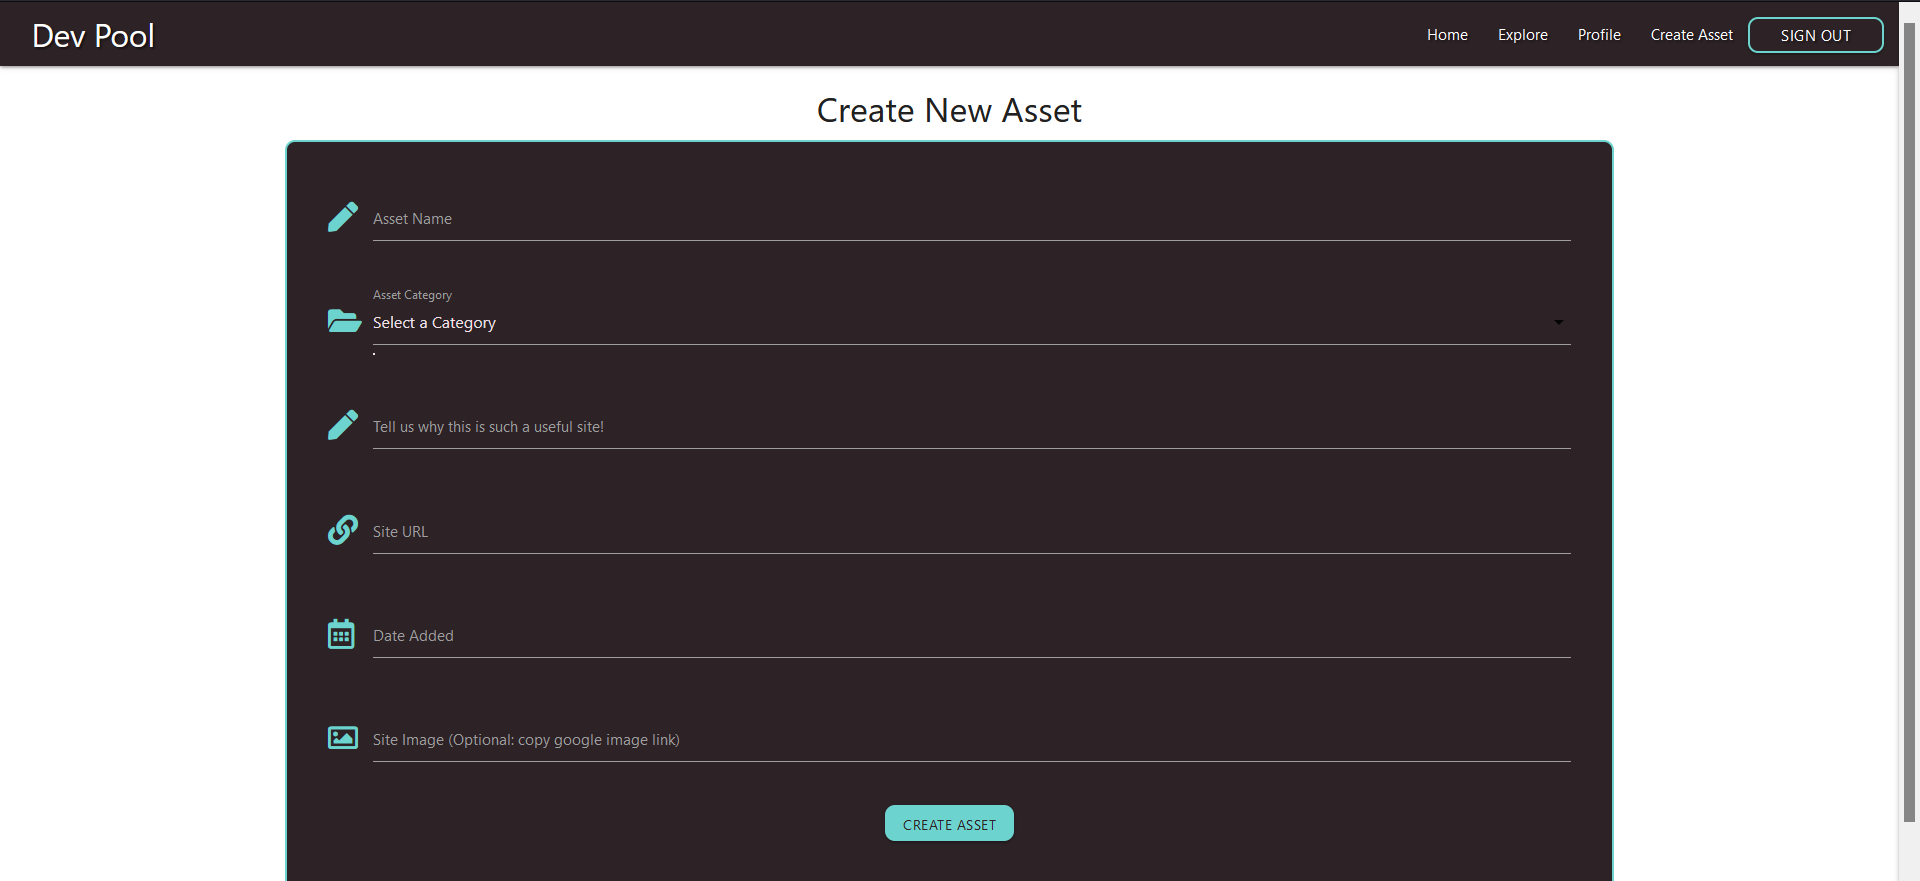 Dev Pool
Home Explore Profile Create Asset SIGN OUT
Create New Asset
Asset Name
Asset Category
Select a Category
Tell us why this is such a useful site!
Site URL
Date Added
Site Image (Optional: copy google image link)
CREATE ASSET